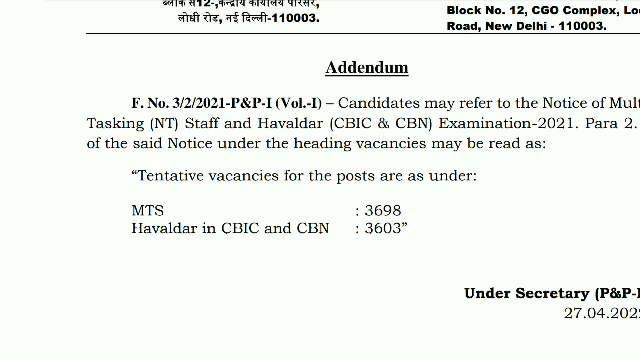 ब्लॉक सं12-,केन्द्रीय कार्यालय परिसर,
लोधी रोड, नई दिल्ली-110003.
Block No. 12, CGO Complex,
Road, New Delhi - 110003.
Addendum
F. No. 3/2/2021-P&P-I (Vol.-I) – Candidates may refer to the Notice of
Tasking (NT) Staff and Havaldar (CBIC & CBN) Examination-2021. Para 2.
of the said Notice under the heading vacancies may be read as:
“Tentative vacancies for the posts are as under:
MTS : 3698
Havaldar in CBIC and CBN : 3603”
Under Secretary (P&P-
27.04.202